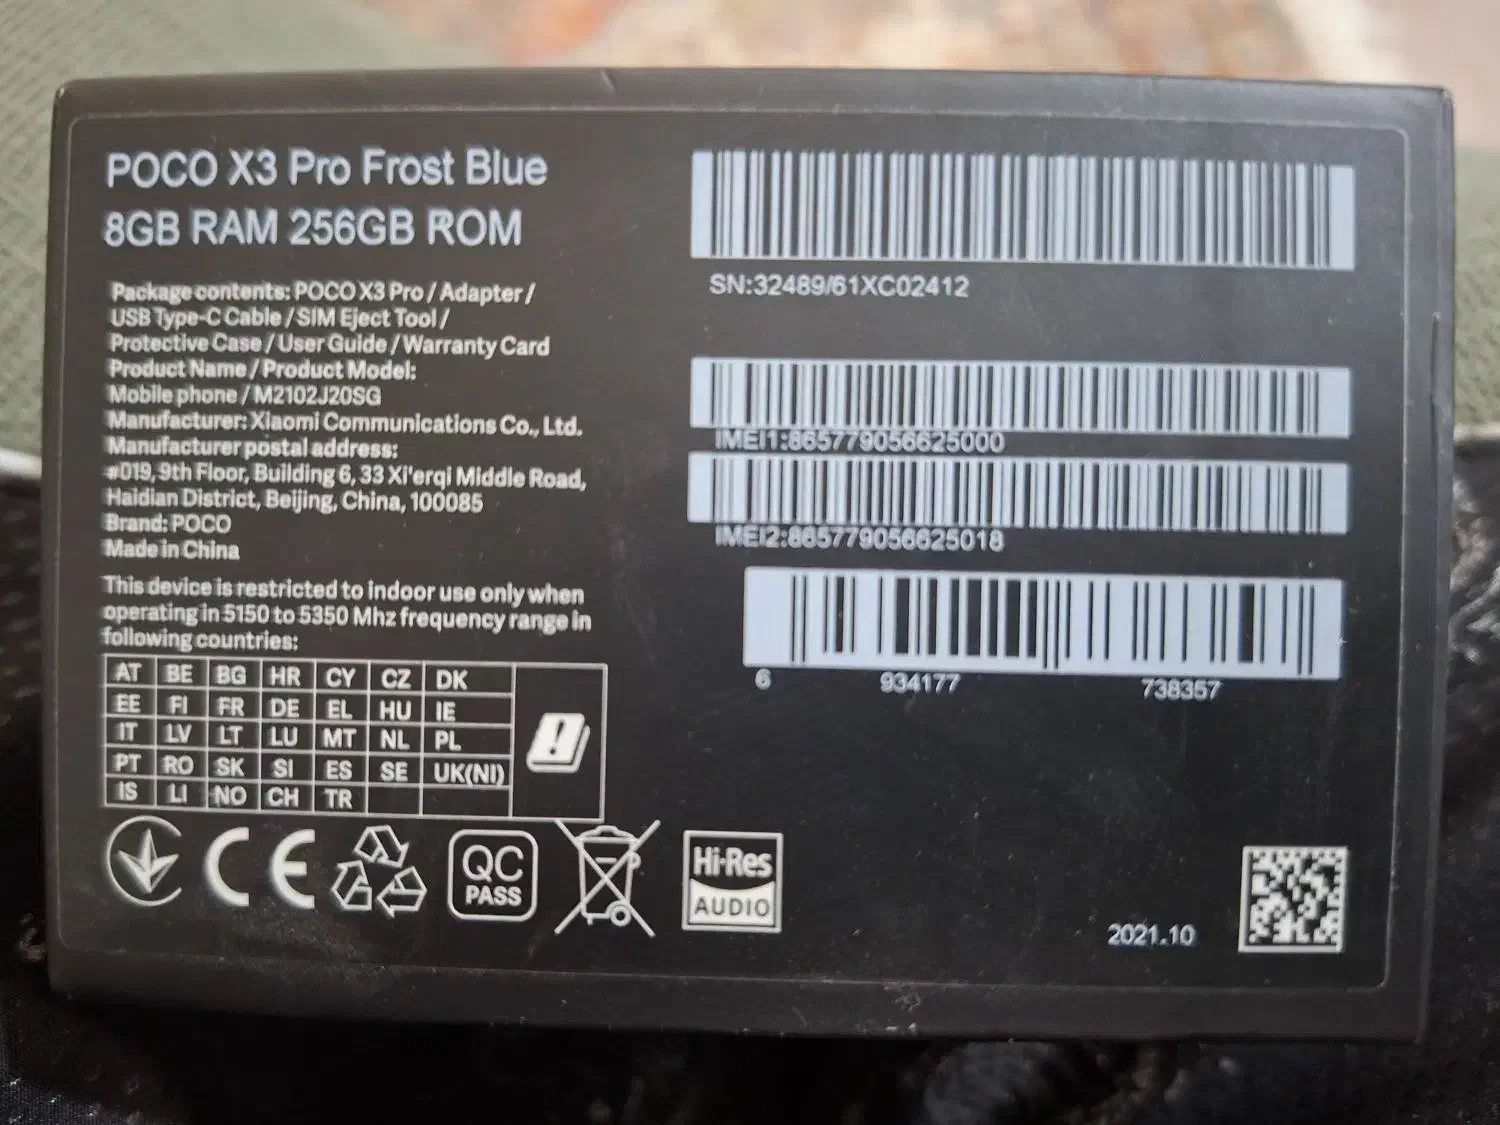 POCO X3 Pro Frost Blue
8GB RAM 256GB ROM
Package contents: POCO X3 Pro / Adapter /
USB Type-C Cable / SIM Eject Tool /
Protective Case / User Guide / Warranty Card
Product Name / Product Model:
Mobile phone / M2102J20SG
Manufacturer: Xiaomi Communications Co., Ltd.
Manufacturer postal address:
#019, 9th Floor, Building 6, 33 Xi'erqi Middle Road,
Haidian District, Beijing, China, 100085
Brand: POCO
Made in China
This device is restricted to indoor use only when
operating in 5150 to 5350 Mhz frequency range in
following countries:
AT BE BG HR CY CZ DK
EE FI FR DE EL HU IE
IT LV LT LU MT NL PL
PT RO SK SI ES SE UK(NI)
IS LI NO CH TR
CE
QC
PASS
Hi-Res
AUDIO
SN:32489/61XC02412
IMEI1:865779056625000
IMEI2:865779056625018
6 934177 738357
2021.10